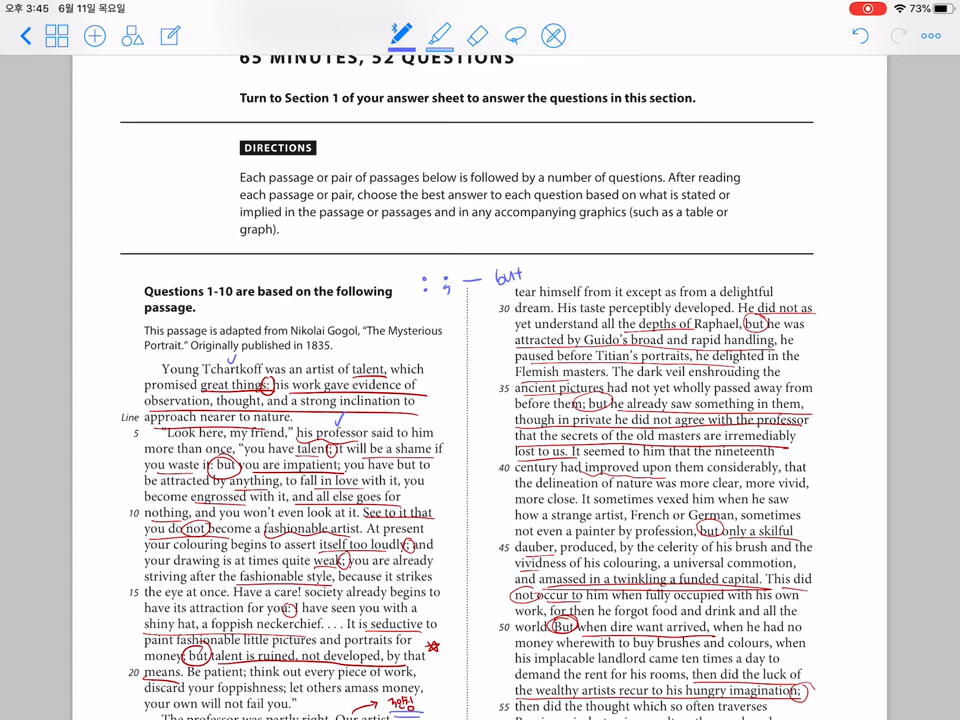 오후 3:45 6월 11일 목요일
73%
65 MINUTES, 52 QUESTIONS
Turn to Section 1 of your answer sheet to answer the questions in this section.
DIRECTIONS
Each passage or pair of passages below is followed by a number of questions. After reading
each passage or pair, choose the best answer to each question based on what is stated or
implied in the passage or passages and in any accompanying graphics (such as a table or
graph).
: ; — but
Questions 1-10 are based on the following
passage.
This passage is adapted from Nikolai Gogol, “The Mysterious
Portrait.” Originally published in 1835.
Young Tchartkoff was an artist of talent, which
promised great things: his work gave evidence of
observation, thought, and a strong inclination to
Line approach nearer to nature.
5 “Look here, my friend,” his professor said to him
more than once, “you have talent; it will be a shame if
you waste it: but you are impatient; you have but to
be attracted by anything, to fall in love with it, you
become engrossed with it, and all else goes for
10 nothing, and you won’t even look at it. See to it that
you do not become a fashionable artist. At present
your colouring begins to assert itself too loudly; and
your drawing is at times quite weak; you are already
striving after the fashionable style, because it strikes
15 the eye at once. Have a care! society already begins to
have its attraction for you: I have seen you with a
shiny hat, a foppish neckerchief. . . . It is seductive to
paint fashionable little pictures and portraits for
money; but talent is ruined, not developed, by that
20 means. Be patient; think out every piece of work,
discard your foppishness; let others amass money,
your own will not fail you.”
The professor was partly right. Our artist
tear himself from it except as from a delightful
30 dream. His taste perceptibly developed. He did not as
yet understand all the depths of Raphael, but he was
attracted by Guido’s broad and rapid handling, he
paused before Titian’s portraits, he delighted in the
Flemish masters. The dark veil enshrouding the
35 ancient pictures had not yet wholly passed away from
before them; but he already saw something in them,
though in private he did not agree with the professor
that the secrets of the old masters are irremediably
lost to us. It seemed to him that the nineteenth
40 century had improved upon them considerably, that
the delineation of nature was more clear, more vivid,
more close. It sometimes vexed him when he saw
how a strange artist, French or German, sometimes
not even a painter by profession, but only a skilful
45 dauber, produced, by the celerity of his brush and the
vividness of his colouring, a universal commotion,
and amassed in a twinkling a funded capital. This did
not occur to him when fully occupied with his own
work, for then he forgot food and drink and all the
50 world. But when dire want arrived, when he had no
money wherewith to buy brushes and colours, when
his implacable landlord came ten times a day to
demand the rent for his rooms, then did the luck of
the wealthy artists recur to his hungry imagination;
55 then did the thought which so often traverses